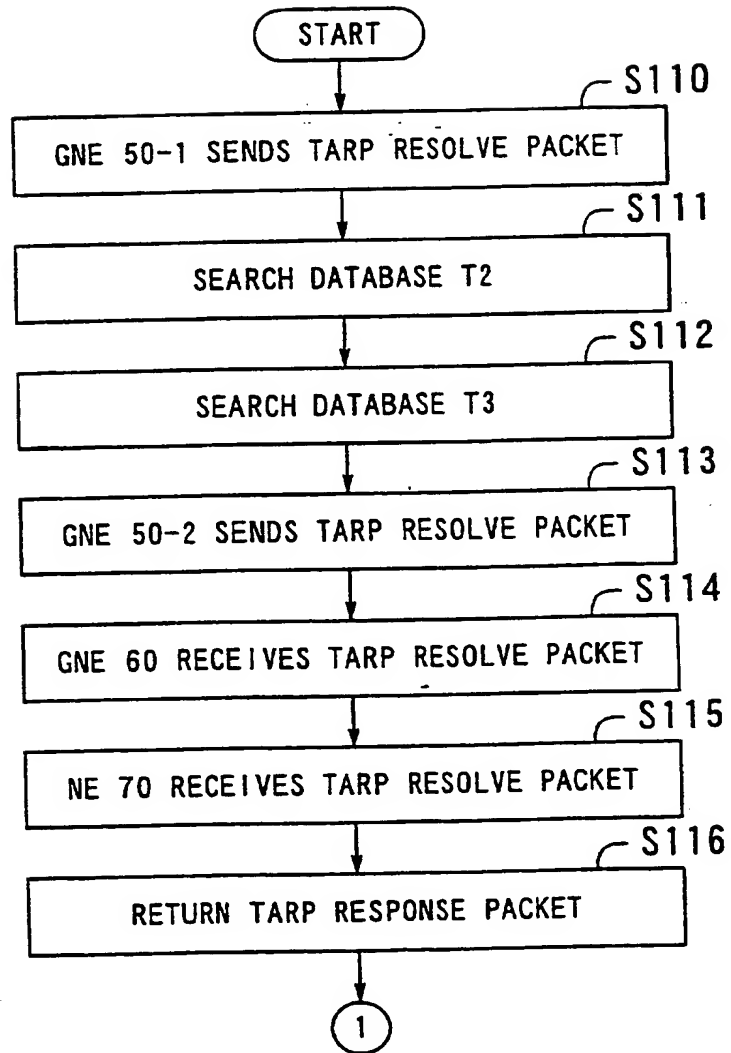 START
S110
GNE 50-1 SENDS TARP RESOLVE PACKET
S111
SEARCH DATABASE T2
S112
SEARCH DATABASE T3
S113
GNE 50-2 SENDS TARP RESOLVE PACKET
S114
GNE 60 RECEIVES TARP RESOLVE PACKET
S115
NE 70 RECEIVES TARP RESOLVE PACKET
S116
RETURN TARP RESPONSE PACKET
1